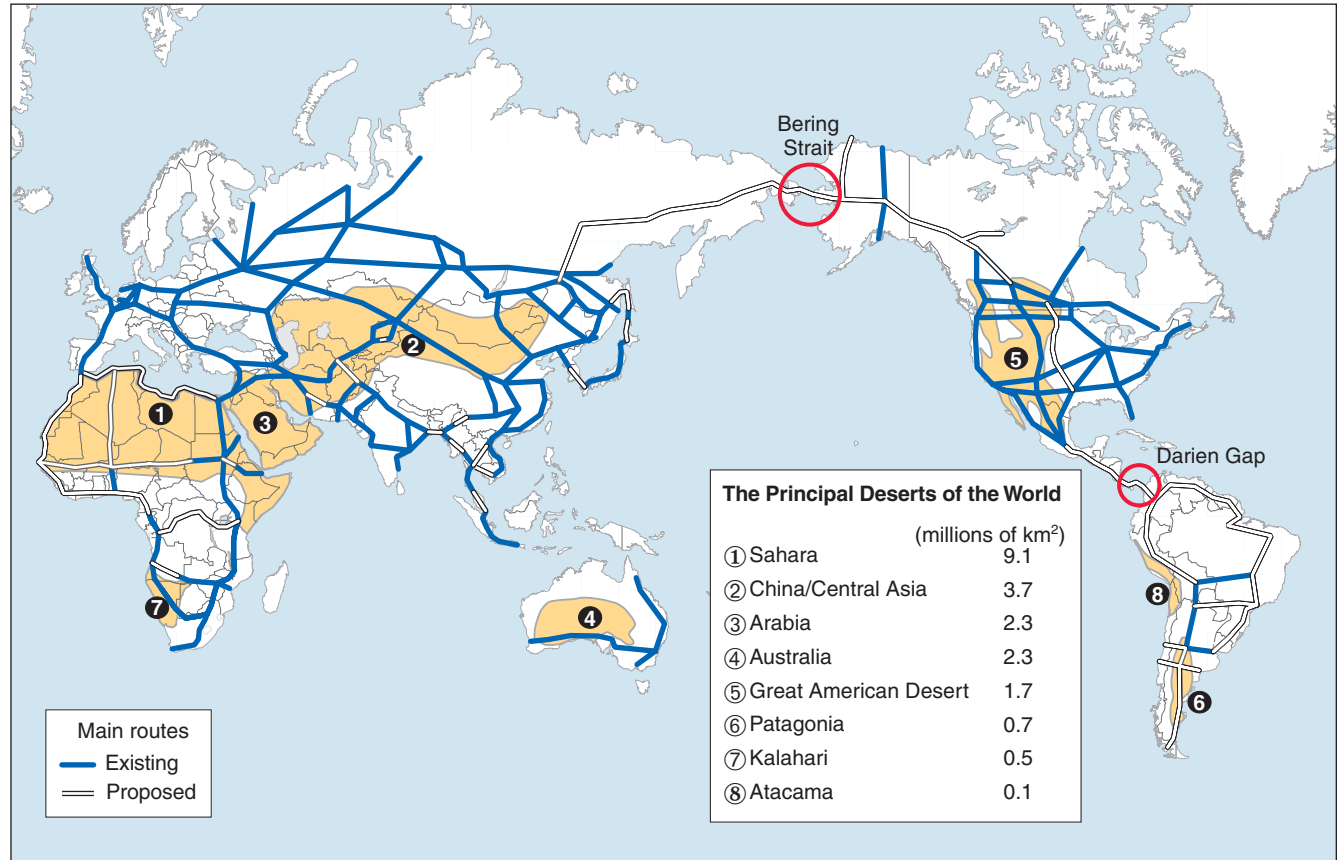 Bering
Strait
Darien Gap
1
2
3
4
5
6
7
8
The Principal Deserts of the World
(millions of km²)
① Sahara 9.1
② China/Central Asia 3.7
③ Arabia 2.3
④ Australia 2.3
⑤ Great American Desert 1.7
⑥ Patagonia 0.7
⑦ Kalahari 0.5
⑧ Atacama 0.1
Main routes
Existing
Proposed